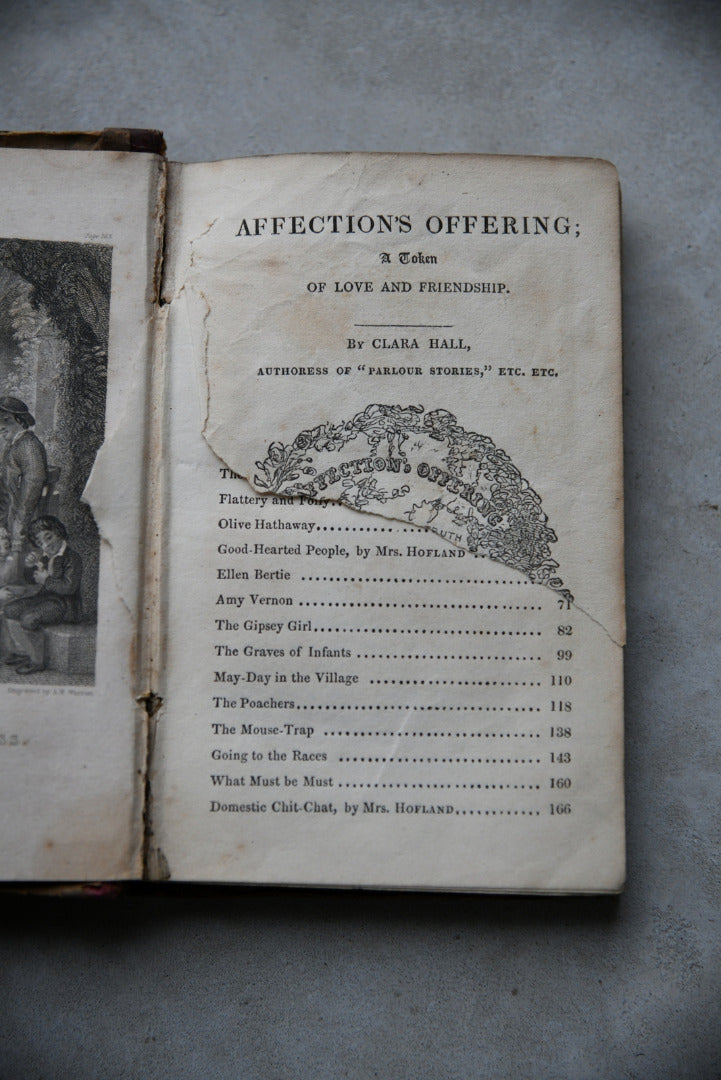 AFFECTION'S OFFERING;
A Token
OF LOVE AND FRIENDSHIP.
BY CLARA HALL,
AUTHORESS OF "PARLOUR STORIES," ETC. ETC.
OFFERING
The
Flattery and Folly
Olive Hathaway
Good-Hearted People, by Mrs. HOFLAND
Ellen Bertie
Amy Vernon 71
The Gipsey Girl 82
The Graves of Infants 99
May-Day in the Village 110
The Poachers 118
The Mouse-Trap 138
Going to the Races 143
What Must be Must 160
Domestic Chit-Chat, by Mrs. HOFLAND 166